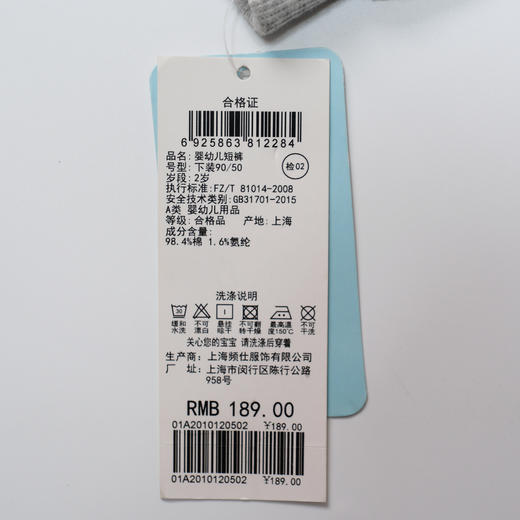 合格证
6 925863 812284
品名: 婴幼儿短裤
号型: 下装90/50
检02
岁段: 2岁
执行标准:FZ/T 81014-2008
安全技术类别:GB31701-2015
A类 婴幼儿用品
等级: 合格品 产地: 上海
成分含量:
98.4%棉 1.6%氨纶
洗涤说明
30
缓和水洗 不可漂白 悬挂晾干 不可翻转干燥 最高温度150℃ 不可干洗
关心您的宝宝 请洗涤后穿着
生产商: 上海频仕服饰有限公司
厂 址: 上海市闵行区陈行公路
958号
RMB 189.00
01A2010120502 ¥189.00
01A2010120502 ¥189.00